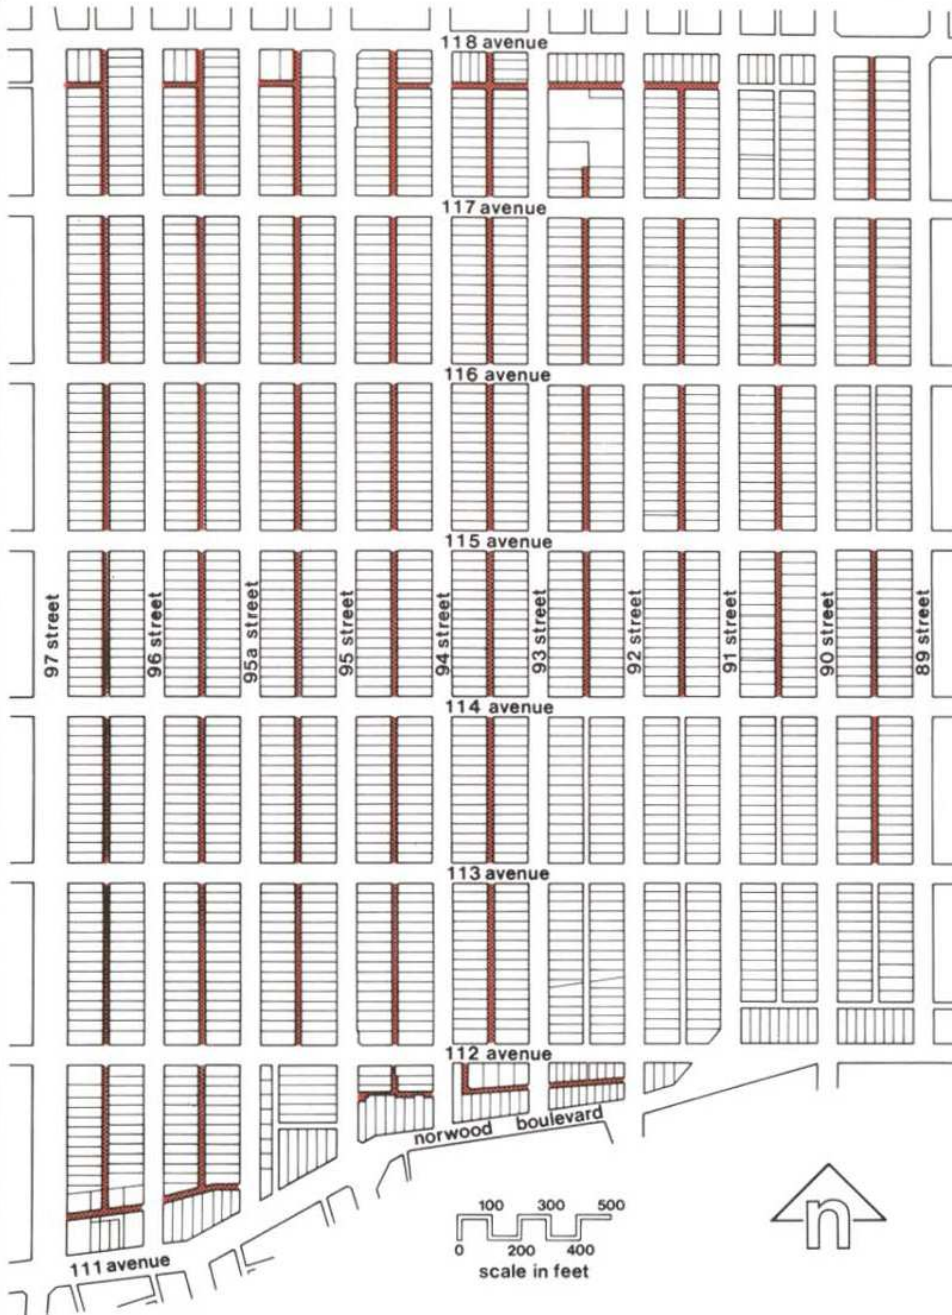 118 avenue
117 avenue
116 avenue
115 avenue
97 street
96 street
95a street
95 street
94 street
93 street
92 street
91 street
90 street
89 street
114 avenue
113 avenue
112 avenue
norwood boulevard
111 avenue
100 300 500
0 200 400
scale in feet
n